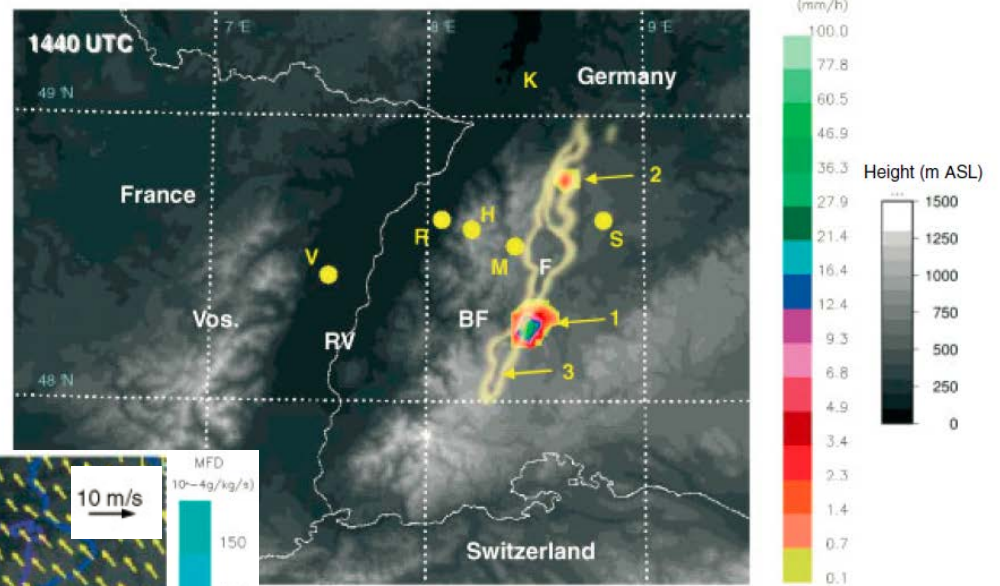 (mm/h)
1440 UTC
7°E
8°E
9°E
100.0
K
Germany
77.8
49°N
60.5
46.9
36.3
Height (m ASL)
France
2
27.9
1500
H
R
S
21.4
1250
V
M
F
16.4
1000
12.4
Vos.
BF
1
750
RV
9.3
500
6.8
48°N
3
4.9
250
3.4
0
MFD
2.3
10^-4g/kg/s)
10 m/s
1.4
150
0.7
Switzerland
0.1